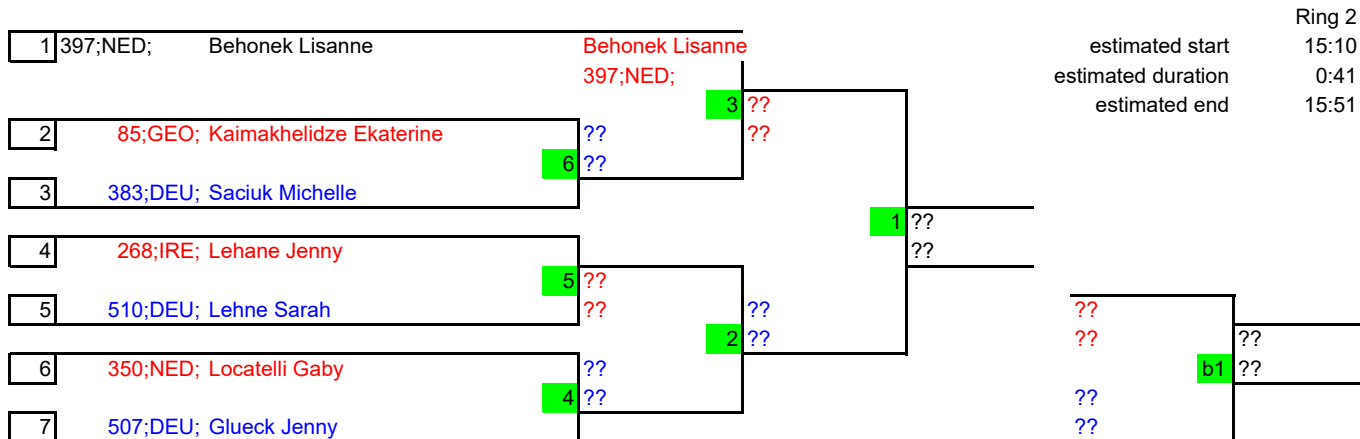 Ring 2
1 397;NED; Behonek Lisanne Behonek Lisanne estimated start 15:10
397;NED; estimated duration 0:41
3 ?? estimated end 15:51
2 85;GEO; Kaimakhelidze Ekaterine ?? ??
6 ??
3 383;DEU; Saciuk Michelle
1 ??
4 268;IRE; Lehane Jenny ??
5 ??
5 510;DEU; Lehne Sarah ?? ?? ??
2 ?? ?? ??
6 350;NED; Locatelli Gaby ?? b1 ??
4 ?? ??
7 507;DEU; Glueck Jenny ??